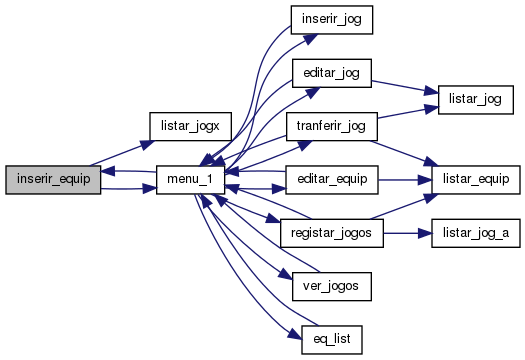 inserir_jog
editar_jog
listar_jog
listar_jogx
tranferir_jog
inserir_equip
menu_1
editar_equip
listar_equip
registar_jogos
listar_jog_a
ver_jogos
eq_list